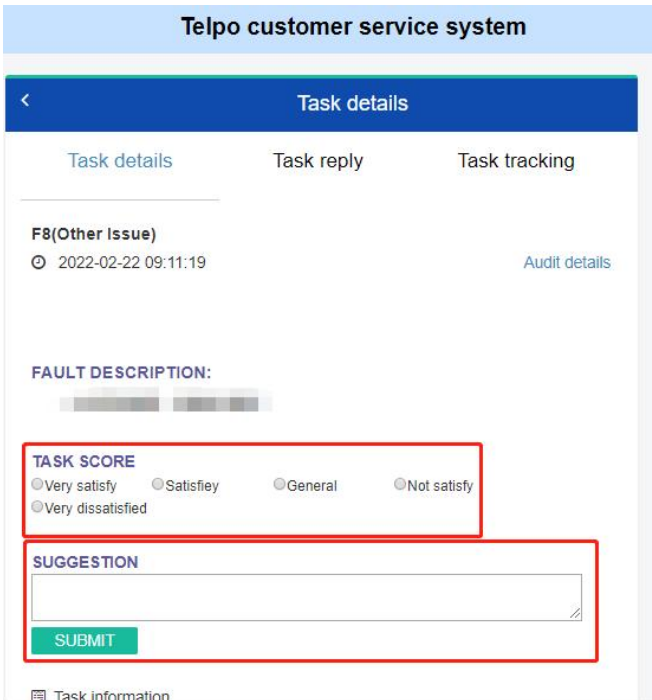 Telpo customer service system
Task details
Task details Task reply Task tracking
F8(Other Issue)
2022-02-22 09:11:19 Audit details
FAULT DESCRIPTION:
TASK SCORE
Very satisfy Satisfiey General Not satisfy
Very dissatisfied
SUGGESTION
SUBMIT
Task information